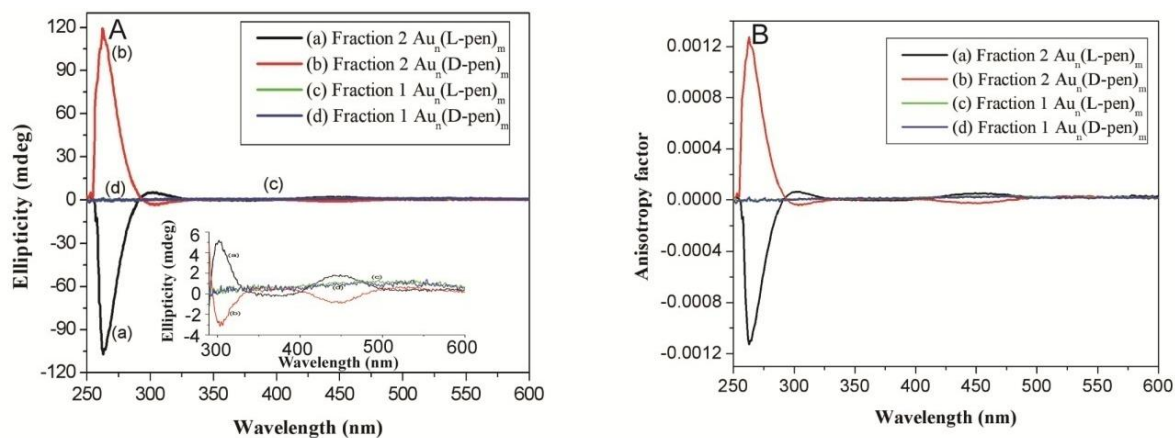 A
(b)
(a) Fraction 2 Auₙ(L-pen)ₘ
(b) Fraction 2 Auₙ(D-pen)ₘ
(c) Fraction 1 Auₙ(L-pen)ₘ
(d) Fraction 1 Auₙ(D-pen)ₘ
120
90
60
30
0
-30
-60
-90
-120
Ellipticity (mdeg)
(d)
(c)
(a)
6
4
2
0
-2
-4
Ellipticity (mdeg)
(a)
(b)
(c)
(d)
300 400 500 600
Wavelength (nm)
250 300 350 400 450 500 550 600
Wavelength (nm)
B
(a) Fraction 2 Auₙ(L-pen)ₘ
(b) Fraction 2 Auₙ(D-pen)ₘ
(c) Fraction 1 Auₙ(L-pen)ₘ
(d) Fraction 1 Auₙ(D-pen)ₘ
0.0012
0.0008
0.0004
0.0000
-0.0004
-0.0008
-0.0012
Anisotropy factor
250 300 350 400 450 500 550 600
Wavelength (nm)